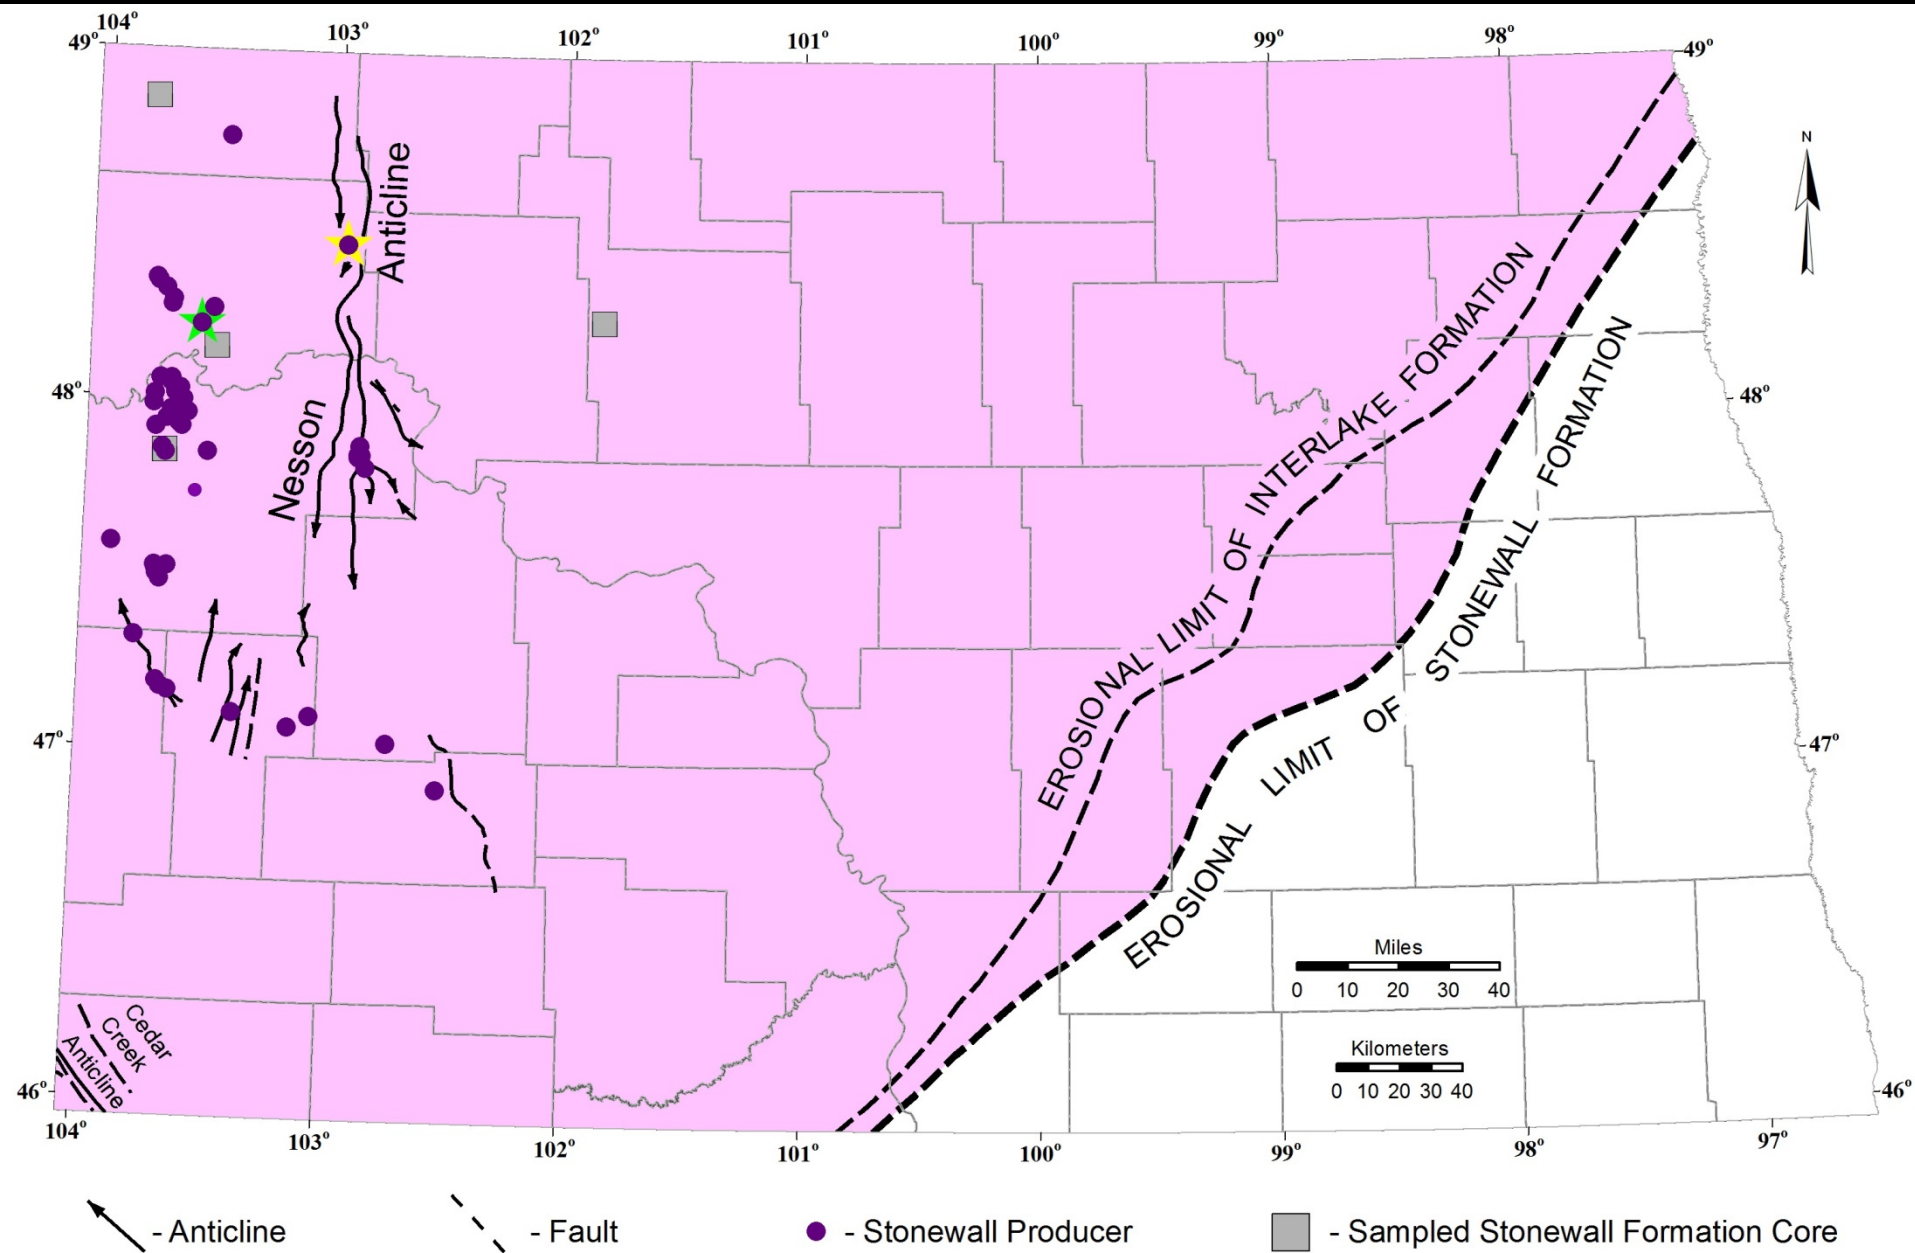 104°
103°
102°
101°
100°
99°
98°
49°
49°
N
Anticline
Nesson
48°
48°
EROSIONAL LIMIT OF INTERLAKE FORMATION
EROSIONAL LIMIT OF STONEWALL FORMATION
47°
47°
Cedar
Creek
Anticline
Miles
0 10 20 30 40
Kilometers
0 10 20 30 40
46°
46°
104°
103°
102°
101°
100°
99°
98°
97°
- Anticline
- Fault
- Stonewall Producer
- Sampled Stonewall Formation Core